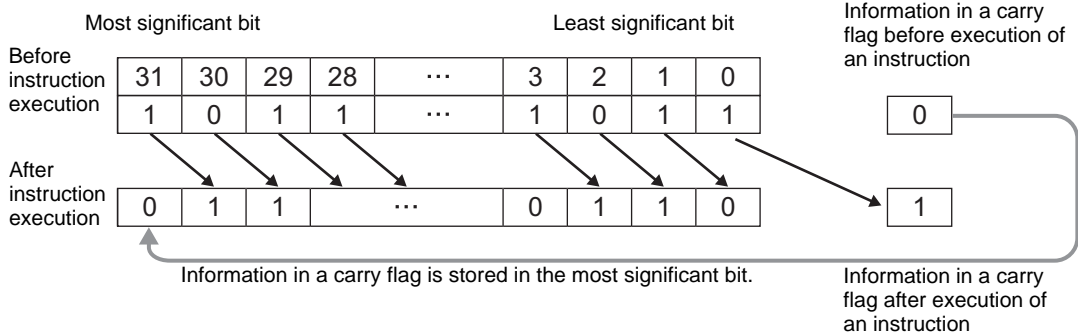 Most significant bit
Least significant bit
Information in a carry
flag before execution of
an instruction
Before
instruction
execution
31 30 29 28 ··· 3 2 1 0
1 0 1 1 ··· 1 0 1 1
0
After
instruction
execution
0 1 1 ··· 0 1 1 0
1
Information in a carry flag is stored in the most significant bit.
Information in a carry
flag after execution of
an instruction